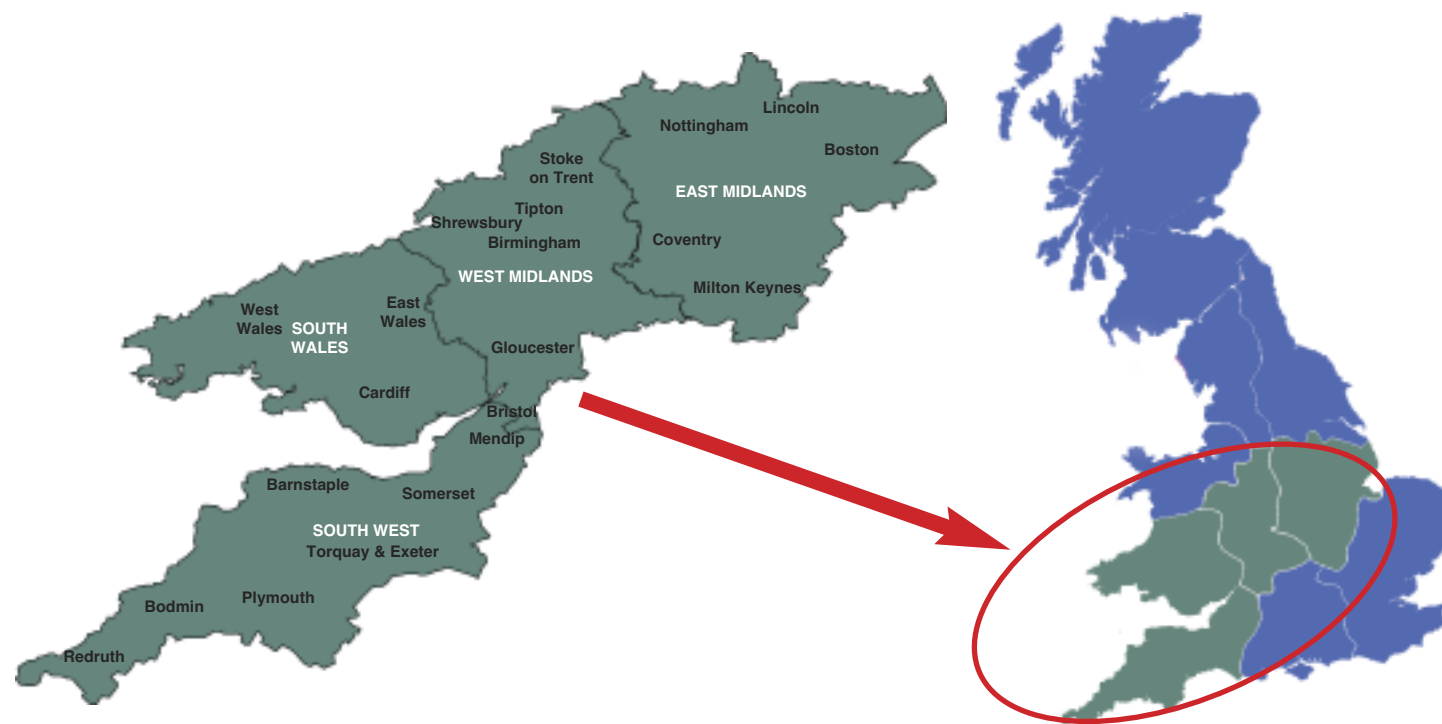 Lincoln
Nottingham
Boston
Stoke
on Trent
EAST MIDLANDS
Tipton
Shrewsbury
Birmingham
Coventry
WEST MIDLANDS
Milton Keynes
West
Wales
East
Wales
SOUTH
WALES
Gloucester
Cardiff
Bristol
Mendip
Barnstaple
Somerset
SOUTH WEST
Torquay & Exeter
Bodmin
Plymouth
Redruth